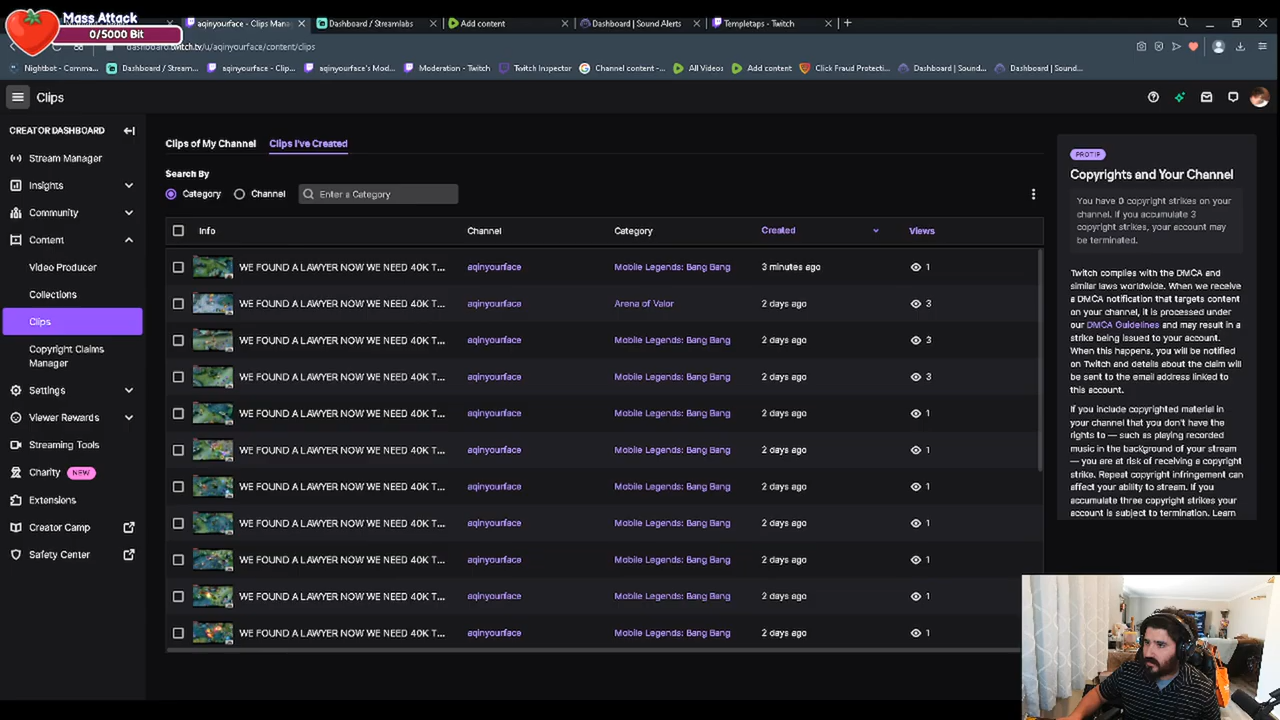 Mass Attack
0/5000 Bit
aqinyourface - Clips Mana
Dashboard / Streamlabs
Add content
Dashboard | Sound Alerts
Templetaps - Twitch
dashboard.twitch.tv/u/aqinyourface/content/clips
Nightbot - Comma...
Dashboard / Stream...
aqinyourface - Clip...
aqinyourface's Mod...
Moderation - Twitch
Twitch Inspector
Channel content -...
All Videos
Add content
Click Fraud Protecti...
Dashboard | Sound...
Dashboard | Sound...
Clips
CREATOR DASHBOARD
Stream Manager
Insights
Community
Content
Video Producer
Collections
Clips
Copyright Claims
Manager
Settings
Viewer Rewards
Streaming Tools
Charity NEW
Extensions
Creator Camp
Safety Center
Clips of My Channel Clips I've Created
Search By
Category Channel Enter a Category
Info Channel Category Created Views
WE FOUND A LAWYER NOW WE NEED 40K T... aqinyourface Mobile Legends: Bang Bang 3 minutes ago 1
WE FOUND A LAWYER NOW WE NEED 40K T... aqinyourface Arena of Valor 2 days ago 3
WE FOUND A LAWYER NOW WE NEED 40K T... aqinyourface Mobile Legends: Bang Bang 2 days ago 3
WE FOUND A LAWYER NOW WE NEED 40K T... aqinyourface Mobile Legends: Bang Bang 2 days ago 3
WE FOUND A LAWYER NOW WE NEED 40K T... aqinyourface Mobile Legends: Bang Bang 2 days ago 1
WE FOUND A LAWYER NOW WE NEED 40K T... aqinyourface Mobile Legends: Bang Bang 2 days ago 1
WE FOUND A LAWYER NOW WE NEED 40K T... aqinyourface Mobile Legends: Bang Bang 2 days ago 1
WE FOUND A LAWYER NOW WE NEED 40K T... aqinyourface Mobile Legends: Bang Bang 2 days ago 1
WE FOUND A LAWYER NOW WE NEED 40K T... aqinyourface Mobile Legends: Bang Bang 2 days ago 1
WE FOUND A LAWYER NOW WE NEED 40K T... aqinyourface Mobile Legends: Bang Bang 2 days ago 1
WE FOUND A LAWYER NOW WE NEED 40K T... aqinyourface Mobile Legends: Bang Bang 2 days ago 1
PROTIP
Copyrights and Your Channel
You have 0 copyright strikes on your
channel. If you accumulate 3
copyright strikes, your account may
be terminated.
Twitch complies with the DMCA and
similar laws worldwide. When we receive
a DMCA notification that targets content
on your channel, it is processed under
our DMCA Guidelines and may result in a
strike being issued to your account.
When this happens, you will be notified
on Twitch and details about the claim will
be sent to the email address linked to
this account.
If you include copyrighted material in
your channel that you don't have the
rights to — such as playing recorded
music in the background of your stream
— you are at risk of receiving a copyright
strike. Repeat copyright infringement can
affect your ability to stream. If you
accumulate three copyright strikes your
account is subject to termination. Learn